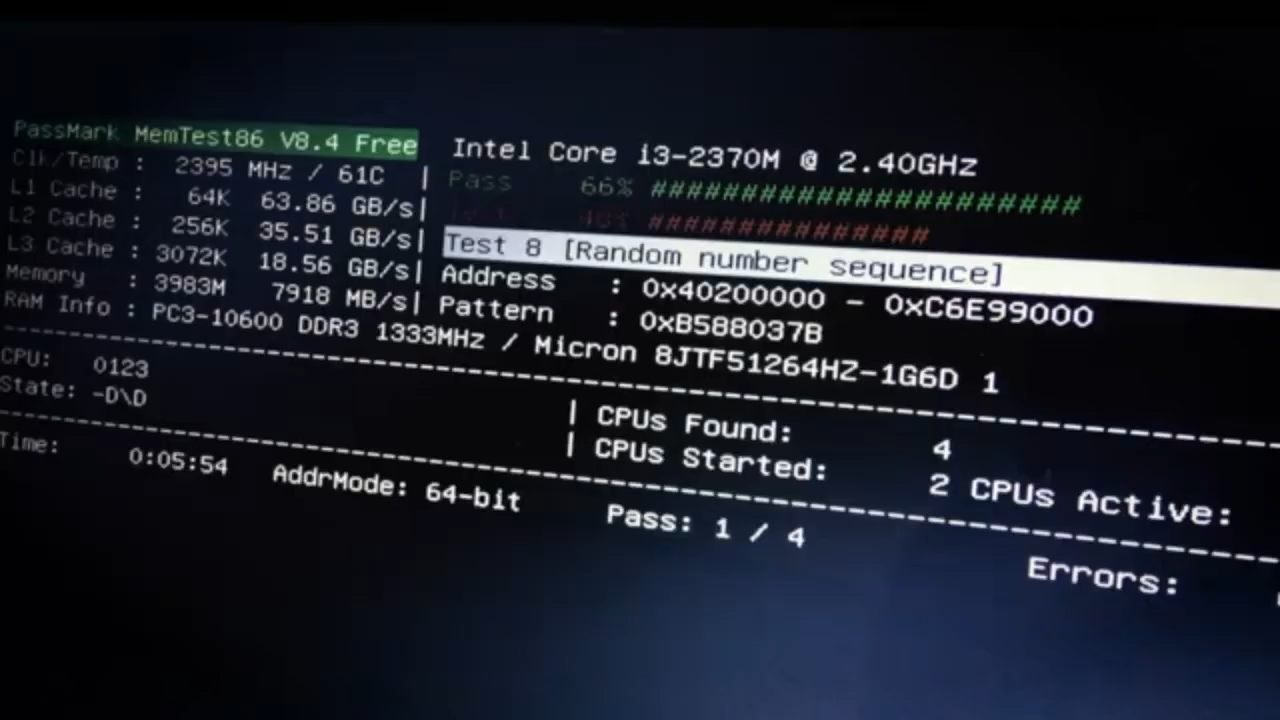 PassMark MemTest86 V8.4 Free Intel Core i3-2370M @ 2.40GHz
Clk/Temp : 2395 MHz / 61C | Pass 66% #######################
L1 Cache : 64K 63.86 GB/s| ###############
L2 Cache : 256K 35.51 GB/s| Test 8 [Random number sequence]
L3 Cache : 3072K 18.56 GB/s| Address : 0x40200000 - 0xC6E99000
Memory : 3983M 7918 MB/s| Pattern : 0xB588037B
RAM Info : PC3-10600 DDR3 1333MHz / Micron 8JTF51264HZ-1G6D 1
CPU: 0123 | CPUs Found: 4
State: -D\D | CPUs Started: 2 CPUs Active:
Time: 0:05:54 AddrMode: 64-bit Pass: 1 / 4 Errors: